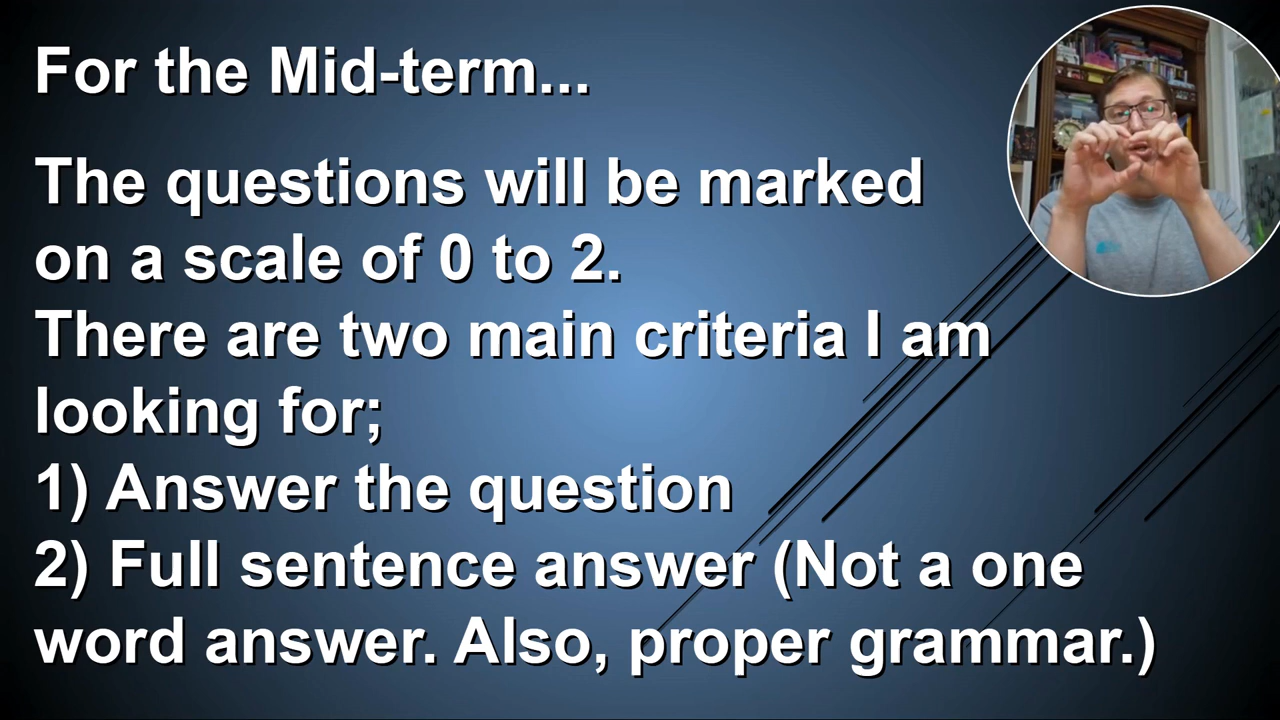 For the Mid-term...
The questions will be marked
on a scale of 0 to 2.
There are two main criteria I am
looking for;
1) Answer the question
2) Full sentence answer (Not a one
word answer. Also, proper grammar.)